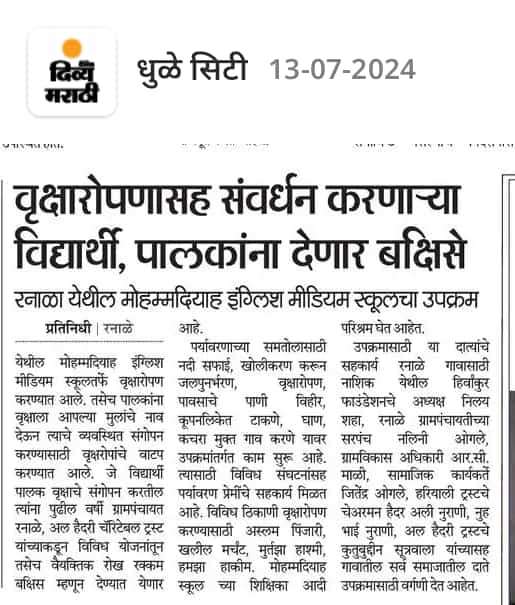 दिव्य
मराठी
धुळे सिटी 13-07-2024
वृक्षारोपणासह संवर्धन करणाऱ्या
विद्यार्थी, पालकांना देणार बक्षिसे
रनाळा येथील मोहम्मदियाह इंग्लिश मीडियम स्कूलचा उपक्रम
प्रतिनिधी | रनाळे
येथील मोहम्मदियाह इंग्लिश
मीडियम स्कूलतर्फे वृक्षारोपण
करण्यात आले. तसेच पालकांना
वृक्षाला आपल्या मुलांचे नाव
देऊन त्याचे व्यवस्थित संगोपन
करण्यासाठी वृक्षरोपांचे वाटप
करण्यात आले. जे विद्यार्थी
पालक वृक्षाचे संगोपन करतील
त्यांना पुढील वर्षी ग्रामपंचायत
रनाळे, अल हैदरी चॅरिटेबल ट्रस्ट
यांच्याकडून विविध योजनांतून
तसेच वैयक्तिक रोख रक्कम
बक्षिस म्हणून देण्यात येणार
आहे.
पर्यावरणाच्या समतोलासाठी
नदी सफाई, खोलीकरण करून
जलपुनर्भरण, वृक्षारोपण,
पावसाचे पाणी विहीर,
कूपनलिकेत टाकणे, घाण,
कचरा मुक्त गाव करणे यावर
उपक्रमांतर्गत काम सुरू आहे.
त्यासाठी विविध संघटनांसह
पर्यावरण प्रेमींचे सहकार्य मिळत
आहे. विविध ठिकाणी वृक्षारोपण
करण्यासाठी अस्लम पिंजारी,
खलील मर्चंट, मुर्तझा हाश्मी,
हमझा हाकीम. मोहम्मदियाह
स्कूल च्या शिक्षिका आदी
परिश्रम घेत आहेत.
उपक्रमासाठी या दात्यांचे
सहकार्य रनाळे गावासाठी
नाशिक येथील हिर्वांकुर
फाउंडेशनचे अध्यक्ष निलय
शहा, रनाळे ग्रामपंचायतीच्या
सरपंच नलिनी ओगले,
ग्रामविकास अधिकारी आर.सी.
माळी, सामाजिक कार्यकर्ते
जितेंद्र ओगले, हरियाली ट्रस्टचे
चेअरमन हैदर अली नुराणी, नुह
भाई नुराणी, अल हैदरी ट्रस्टचे
कुतुबुद्दीन सूत्रवाला यांच्यासह
गावातील सर्व समाजातील दाते
उपक्रमासाठी वर्गणी देत आहेत.